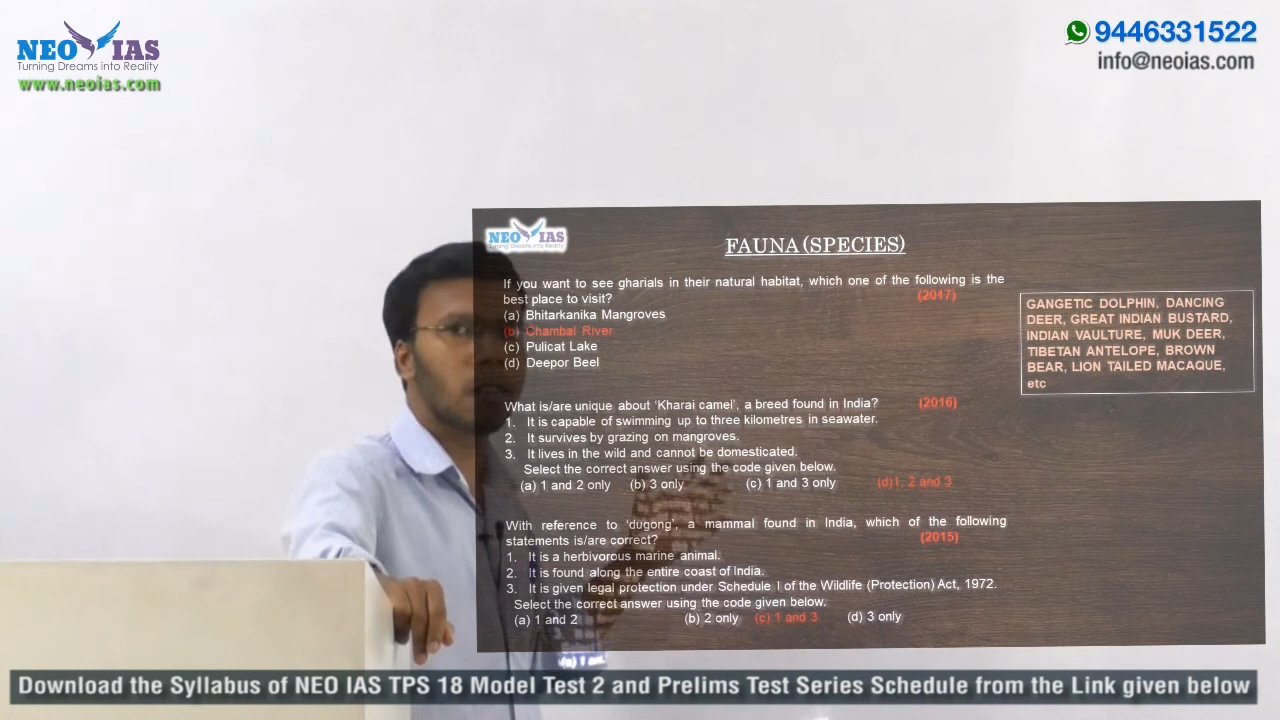 NEO IAS
Turning Dreams into Reality
www.neoias.com
9446331522
info@neoias.com
NEO IAS
Turning Dreams into Reality
FAUNA (SPECIES)
If you want to see gharials in their natural habitat, which one of the following is the
best place to visit? (2017)
(a) Bhitarkanika Mangroves
(b) Chambal River
(c) Pulicat Lake
(d) Deepor Beel
GANGETIC DOLPHIN, DANCING
DEER, GREAT INDIAN BUSTARD,
INDIAN VAULTURE, MUK DEER,
TIBETAN ANTELOPE, BROWN
BEAR, LION TAILED MACAQUE,
etc
What is/are unique about ‘Kharai camel’, a breed found in India? (2016)
1. It is capable of swimming up to three kilometres in seawater.
2. It survives by grazing on mangroves.
3. It lives in the wild and cannot be domesticated.
Select the correct answer using the code given below.
(a) 1 and 2 only (b) 3 only (c) 1 and 3 only (d)1, 2 and 3
With reference to ‘dugong’, a mammal found in India, which of the following
statements is/are correct? (2015)
1. It is a herbivorous marine animal.
2. It is found along the entire coast of India.
3. It is given legal protection under Schedule I of the Wildlife (Protection) Act, 1972.
Select the correct answer using the code given below.
(a) 1 and 2 (b) 2 only (c) 1 and 3 (d) 3 only
Download the Syllabus of NEO IAS TPS 18 Model Test 2 and Prelims Test Series Schedule from the Link given below